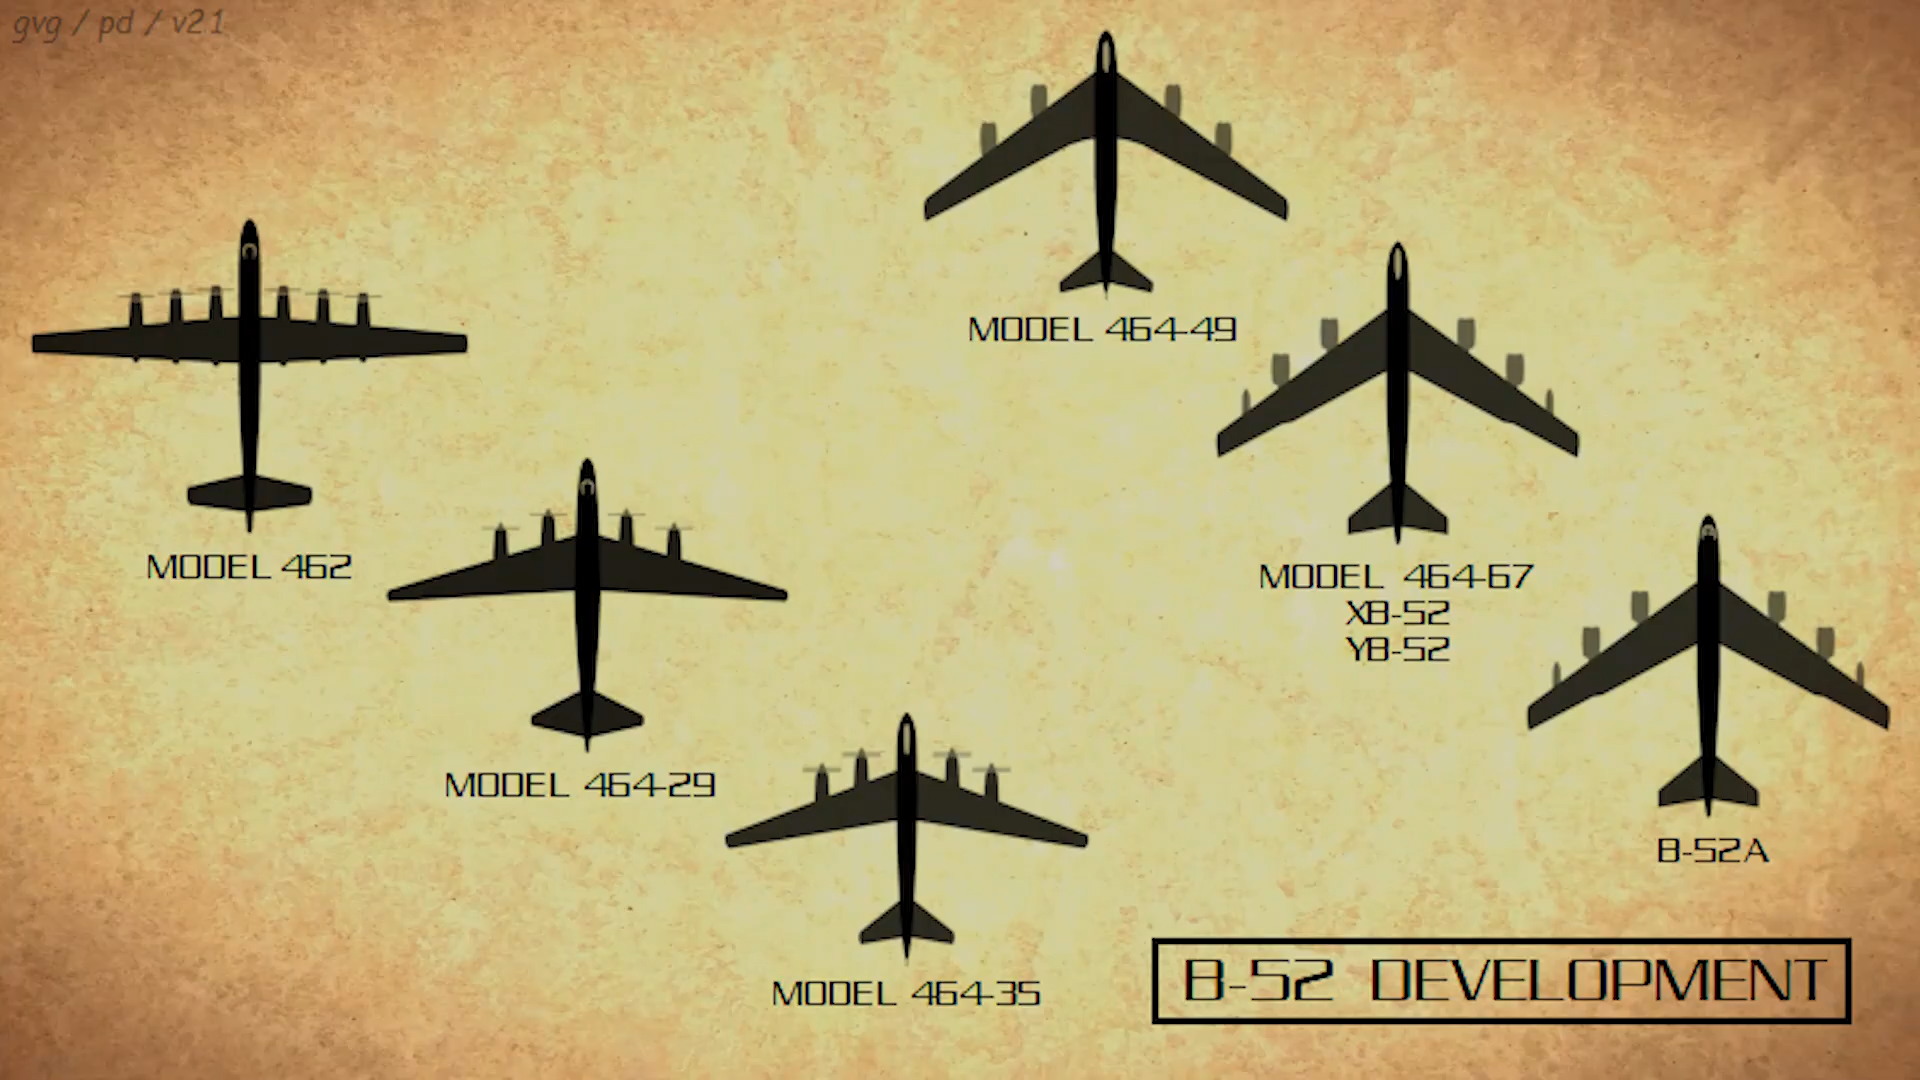 gvg / pd / v21
MODEL 462
MODEL 464-29
MODEL 464-35
MODEL 464-49
MODEL 464-67
XB-52
YB-52
B-52A
B-52 DEVELOPMENT